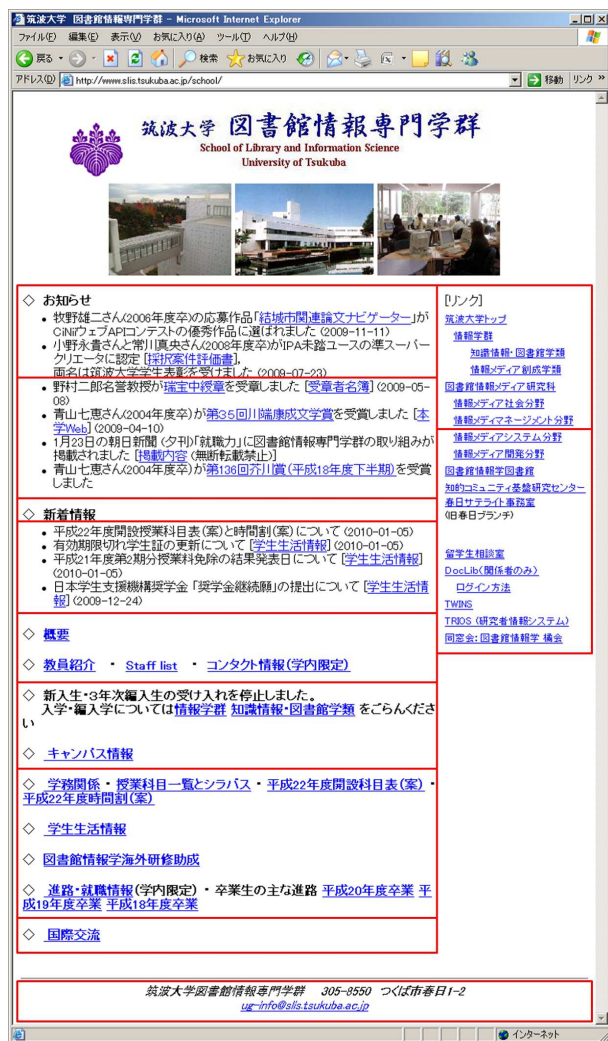 筑波大学 図書館情報専門学群 - Microsoft Internet Explorer
ファイル(F) 編集(E) 表示(V) お気に入り(A) ツール(T) ヘルプ(H)
戻る 検索 お気に入り
アドレス(D) http://www.slis.tsukuba.ac.jp/school/ 移動 リンク »
筑波大学 図書館情報専門学群
School of Library and Information Science
University of Tsukuba
◇ お知らせ
• 牧野雄二さん(2006年度卒)の応募作品「結城市関連論文ナビゲーター」が
CiNiiウェブAPIコンテストの優秀作品に選ばれました (2009-11-11)
• 小野永貴さんと常川真央さん(2008年度卒)がIPA未踏ユースの準スーパー
クリエータに認定 [採択案件評価書],
両名は筑波大学学生表彰を受けました (2009-07-23)
• 野村二郎名誉教授が瑞宝中綬章を受章しました [受章者名簿] (2009-05-
08)
• 青山七恵さん(2004年度卒)が第35回川端康成文学賞を受賞しました [本
学Web] (2009-04-10)
• 1月23日の朝日新聞 (夕刊)「就職力」に図書館情報専門学群の取り組みが
掲載されました [掲載内容 (無断転載禁止)]
• 青山七恵さん(2004年度卒)が第136回芥川賞(平成18年度下半期)を受賞
しました
◇ 新着情報
• 平成22年度開設授業科目表(案)と時間割(案)について (2010-01-05)
• 有効期限切れ学生証の更新について [学生生活情報] (2010-01-05)
• 平成21年度第2期分授業料免除の結果発表日について [学生生活情報]
(2010-01-05)
• 日本学生支援機構奨学金 「奨学金継続願」の提出について [学生生活情
報] (2009-12-24)
◇ 概要
◇ 教員紹介 ・ Staff list ・ コンタクト情報(学内限定)
◇ 新入生・3年次編入生の受け入れを停止しました。
入学・編入学については情報学群 知識情報・図書館学類 をごらんくださ
い
◇ キャンパス情報
◇ 学務関係 ・ 授業科目一覧とシラバス ・ 平成22年度開設科目表(案) ・
平成22年度時間割(案)
◇ 学生生活情報
◇ 図書館情報学海外研修助成
◇ 進路・就職情報(学内限定) ・ 卒業生の主な進路 平成20年度卒業 平
成19年度卒業 平成18年度卒業
◇ 国際交流
[リンク]
筑波大学トップ
情報学群
知識情報・図書館学類
情報メディア創成学類
図書館情報メディア研究科
情報メディア社会分野
情報メディアマネージメント分野
情報メディアシステム分野
情報メディア開発分野
図書館情報学図書館
知的コミュニティ基盤研究センター
春日サテライト事務室
(旧春日ブランチ)
留学生相談室
DocLib(関係者のみ)
ログイン方法
TWINS
TRIOS (研究者情報システム)
同窓会: 図書館情報学 橘会
筑波大学図書館情報専門学群 305-8550 つくば市春日1-2
ug-info@slis.tsukuba.ac.jp
インターネット